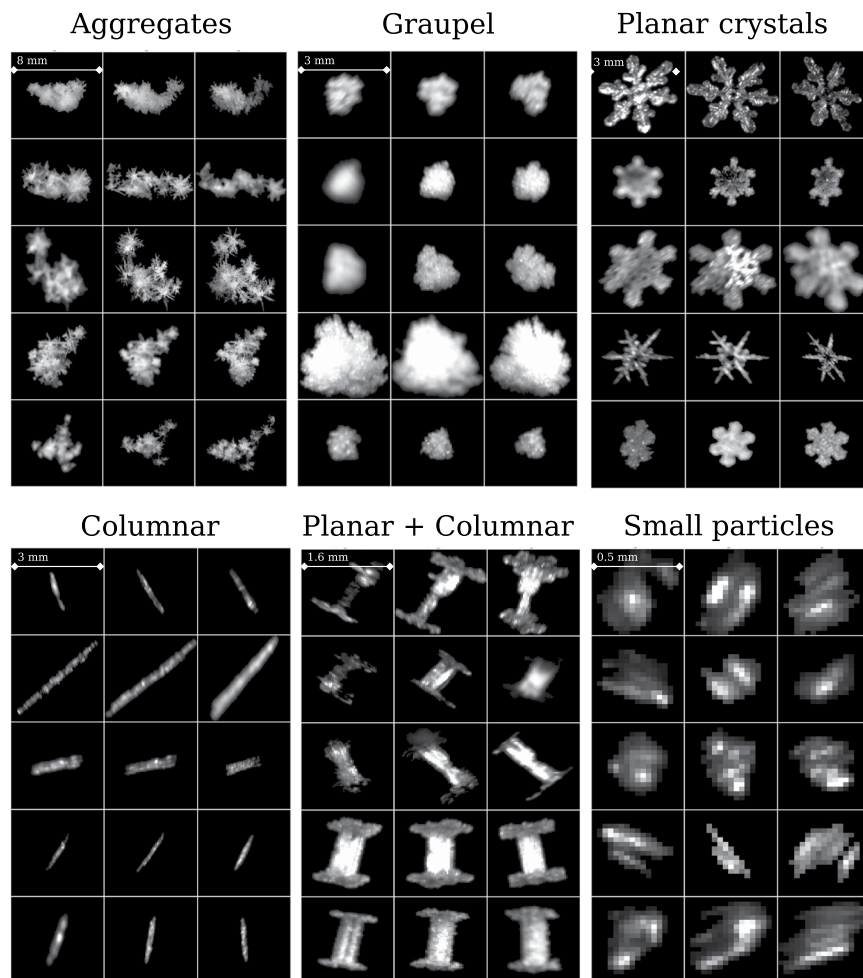 Aggregates
Graupel
Planar crystals
8 mm
3 mm
3 mm
Columnar
Planar + Columnar
Small particles
3 mm
1.6 mm
0.5 mm